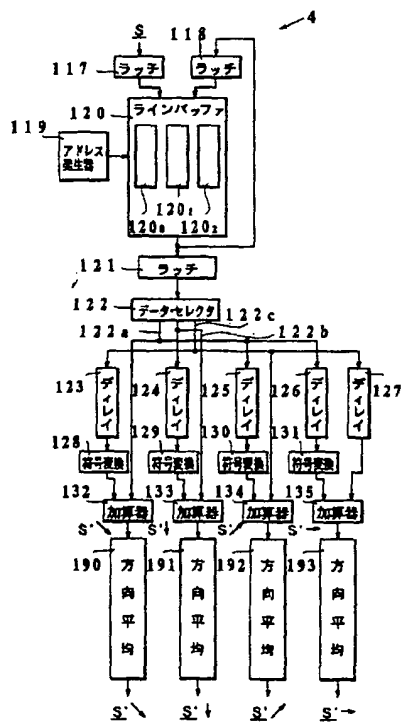 4
S
118
117
ラッチ
ラッチ
120
ラインバッファ
119
アドレス
発生器
120₀
120₁
120₂
121
ラッチ
122
データセレクタ
122a
122c
122b
123
ディレイ
124
ディレイ
125
ディレイ
126
ディレイ
127
ディレイ
128
符号変換
129
符号変換
130
符号変換
131
符号変換
132
加算器
133
加算器
134
加算器
135
加算器
S'↘
S'↓
S'↗
S'→
190
方向平均
191
方向平均
192
方向平均
193
方向平均
S'↘
S'↓
S'↗
S'→